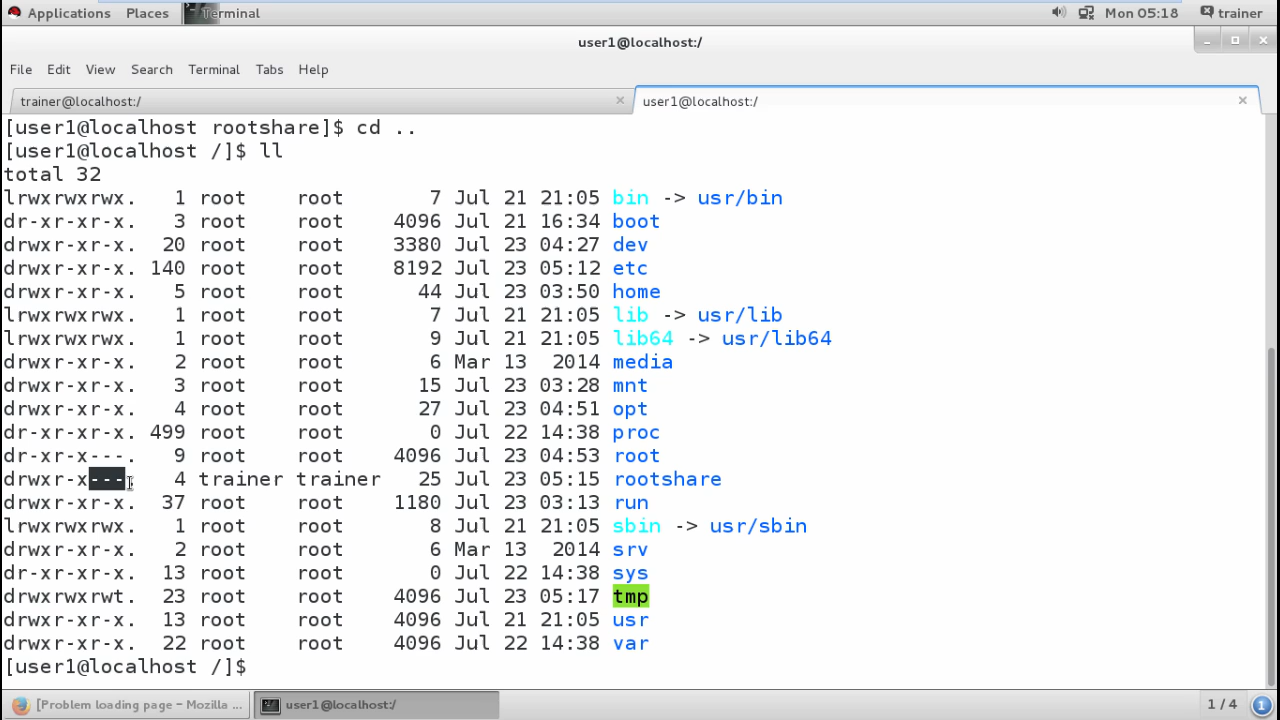 Applications Places Terminal Mon 05:18 trainer
user1@localhost:/
File Edit View Search Terminal Tabs Help
trainer@localhost:/ user1@localhost:/
[user1@localhost rootshare]$ cd ..
[user1@localhost /]$ ll
total 32
lrwxrwxrwx. 1 root root 7 Jul 21 21:05 bin -> usr/bin
dr-xr-xr-x. 3 root root 4096 Jul 21 16:34 boot
drwxr-xr-x. 20 root root 3380 Jul 23 04:27 dev
drwxr-xr-x. 140 root root 8192 Jul 23 05:12 etc
drwxr-xr-x. 5 root root 44 Jul 23 03:50 home
lrwxrwxrwx. 1 root root 7 Jul 21 21:05 lib -> usr/lib
lrwxrwxrwx. 1 root root 9 Jul 21 21:05 lib64 -> usr/lib64
drwxr-xr-x. 2 root root 6 Mar 13 2014 media
drwxr-xr-x. 3 root root 15 Jul 23 03:28 mnt
drwxr-xr-x. 4 root root 27 Jul 23 04:51 opt
dr-xr-xr-x. 499 root root 0 Jul 22 14:38 proc
dr-xr-x---. 9 root root 4096 Jul 23 04:53 root
drwxr-x---. 4 trainer trainer 25 Jul 23 05:15 rootshare
drwxr-xr-x. 37 root root 1180 Jul 23 03:13 run
lrwxrwxrwx. 1 root root 8 Jul 21 21:05 sbin -> usr/sbin
drwxr-xr-x. 2 root root 6 Mar 13 2014 srv
dr-xr-xr-x. 13 root root 0 Jul 22 14:38 sys
drwxrwxrwt. 23 root root 4096 Jul 23 05:17 tmp
drwxr-xr-x. 13 root root 4096 Jul 21 21:05 usr
drwxr-xr-x. 22 root root 4096 Jul 22 14:38 var
[user1@localhost /]$
[Problem loading page – Mozilla ... user1@localhost:/ 1 / 4 1